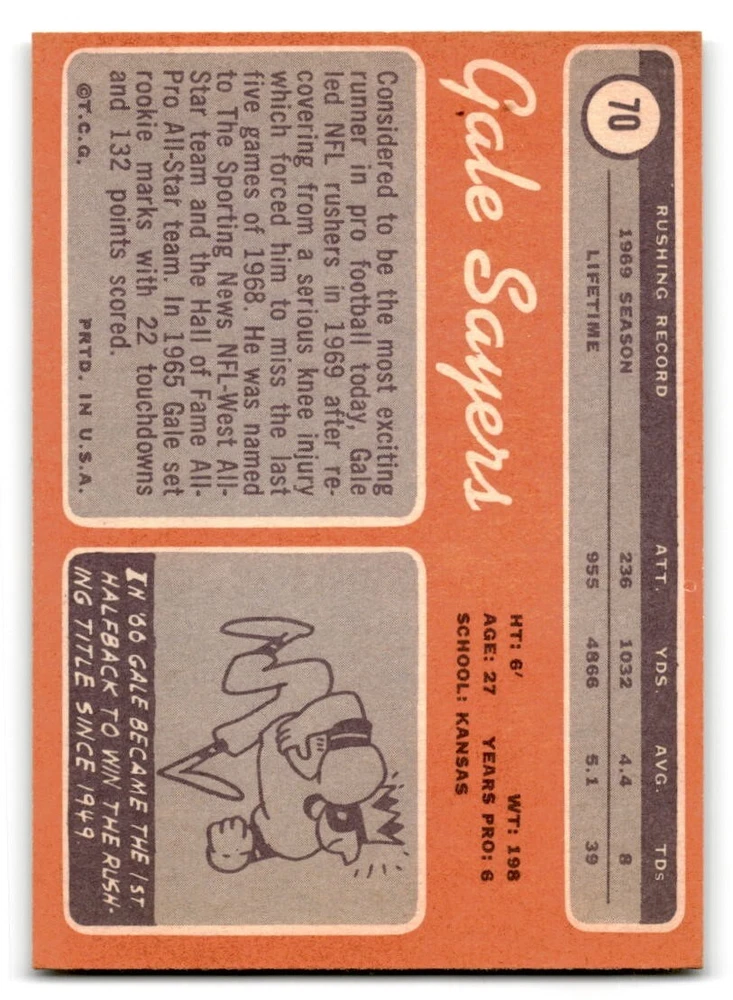 70
RUSHING RECORD ATT. YDS. AVG. TDs
1969 SEASON 236 1032 4.4 8
LIFETIME 955 4866 5.1 39
Gale Sayers
HT: 6' WT: 198
AGE: 27 YEARS PRO: 6
SCHOOL: KANSAS
Considered to be the most exciting
runner in pro football today, Gale
led NFL rushers in 1969 after re-
covering from a serious knee injury
which forced him to miss the last
five games of 1968. He was named
to The Sporting News NFL-West All-
Star team and the Hall of Fame All-
Pro All-Star team. In 1965 Gale set
rookie marks with 22 touchdowns
and 132 points scored.
©T.C.G. PRTD. IN U.S.A.
IN '66 GALE BECAME THE 1ST
HALFBACK TO WIN THE RUSH-
ING TITLE SINCE 1949.